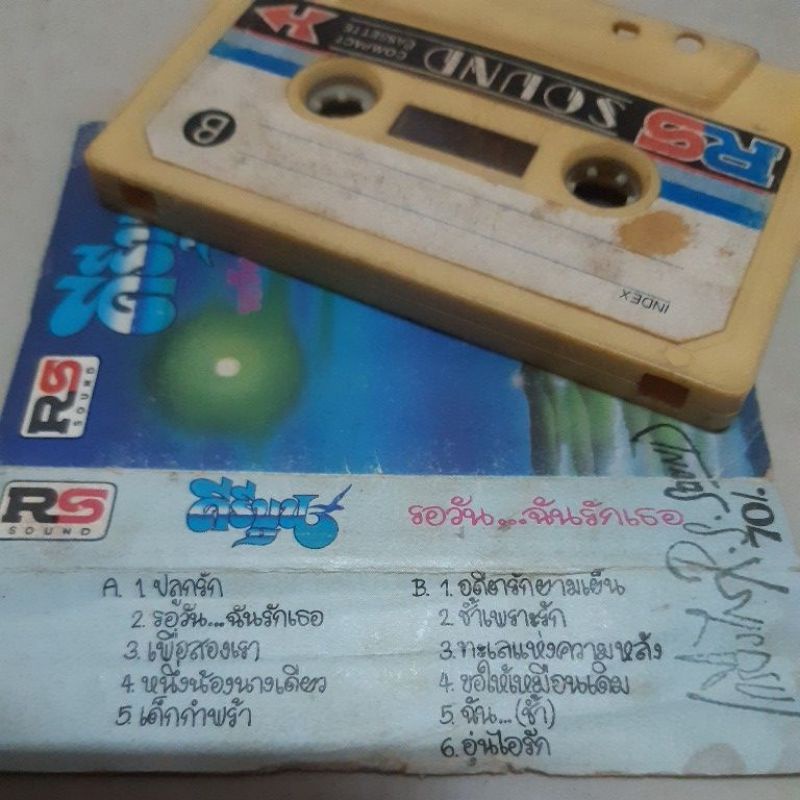 COMPACT
CASSETTE
RS SOUND
B
INDEX
RS
SOUND
คีรีบูน
RS
SOUND
คีรีบูน รอวัน...ฉันรักเธอ
70%
A. 1 ปลูกรัก
2. รอวัน...ฉันรักเธอ
3. เพื่อสองเรา
4. หนึ่งน้องนางเดียว
5. เด็กกำพร้า
B. 1. อดีตรักยามเย็น
2. ช้ำเพราะรัก
3. ทะเลแห่งความหลัง
4. ขอให้เหมือนเดิม
5. ฉัน...(ช้ำ)
6. อุ่นไอรัก